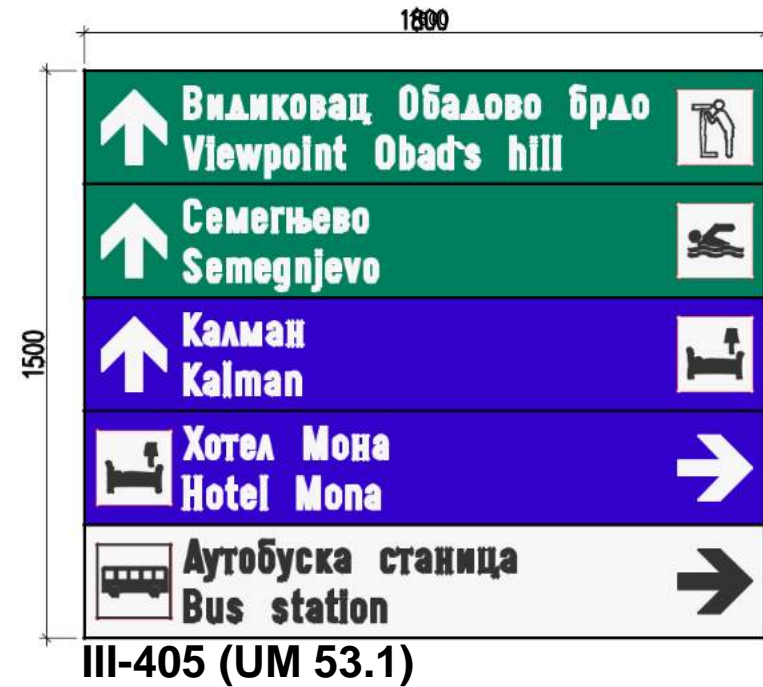 1800
1500
Видиковац Обадово брдо
Viewpoint Obad's hill
Семегњево
Semegnjevo
Калман
Kalman
Хотел Мона
Hotel Mona
Аутобуска станица
Bus station
III-405 (UM 53.1)